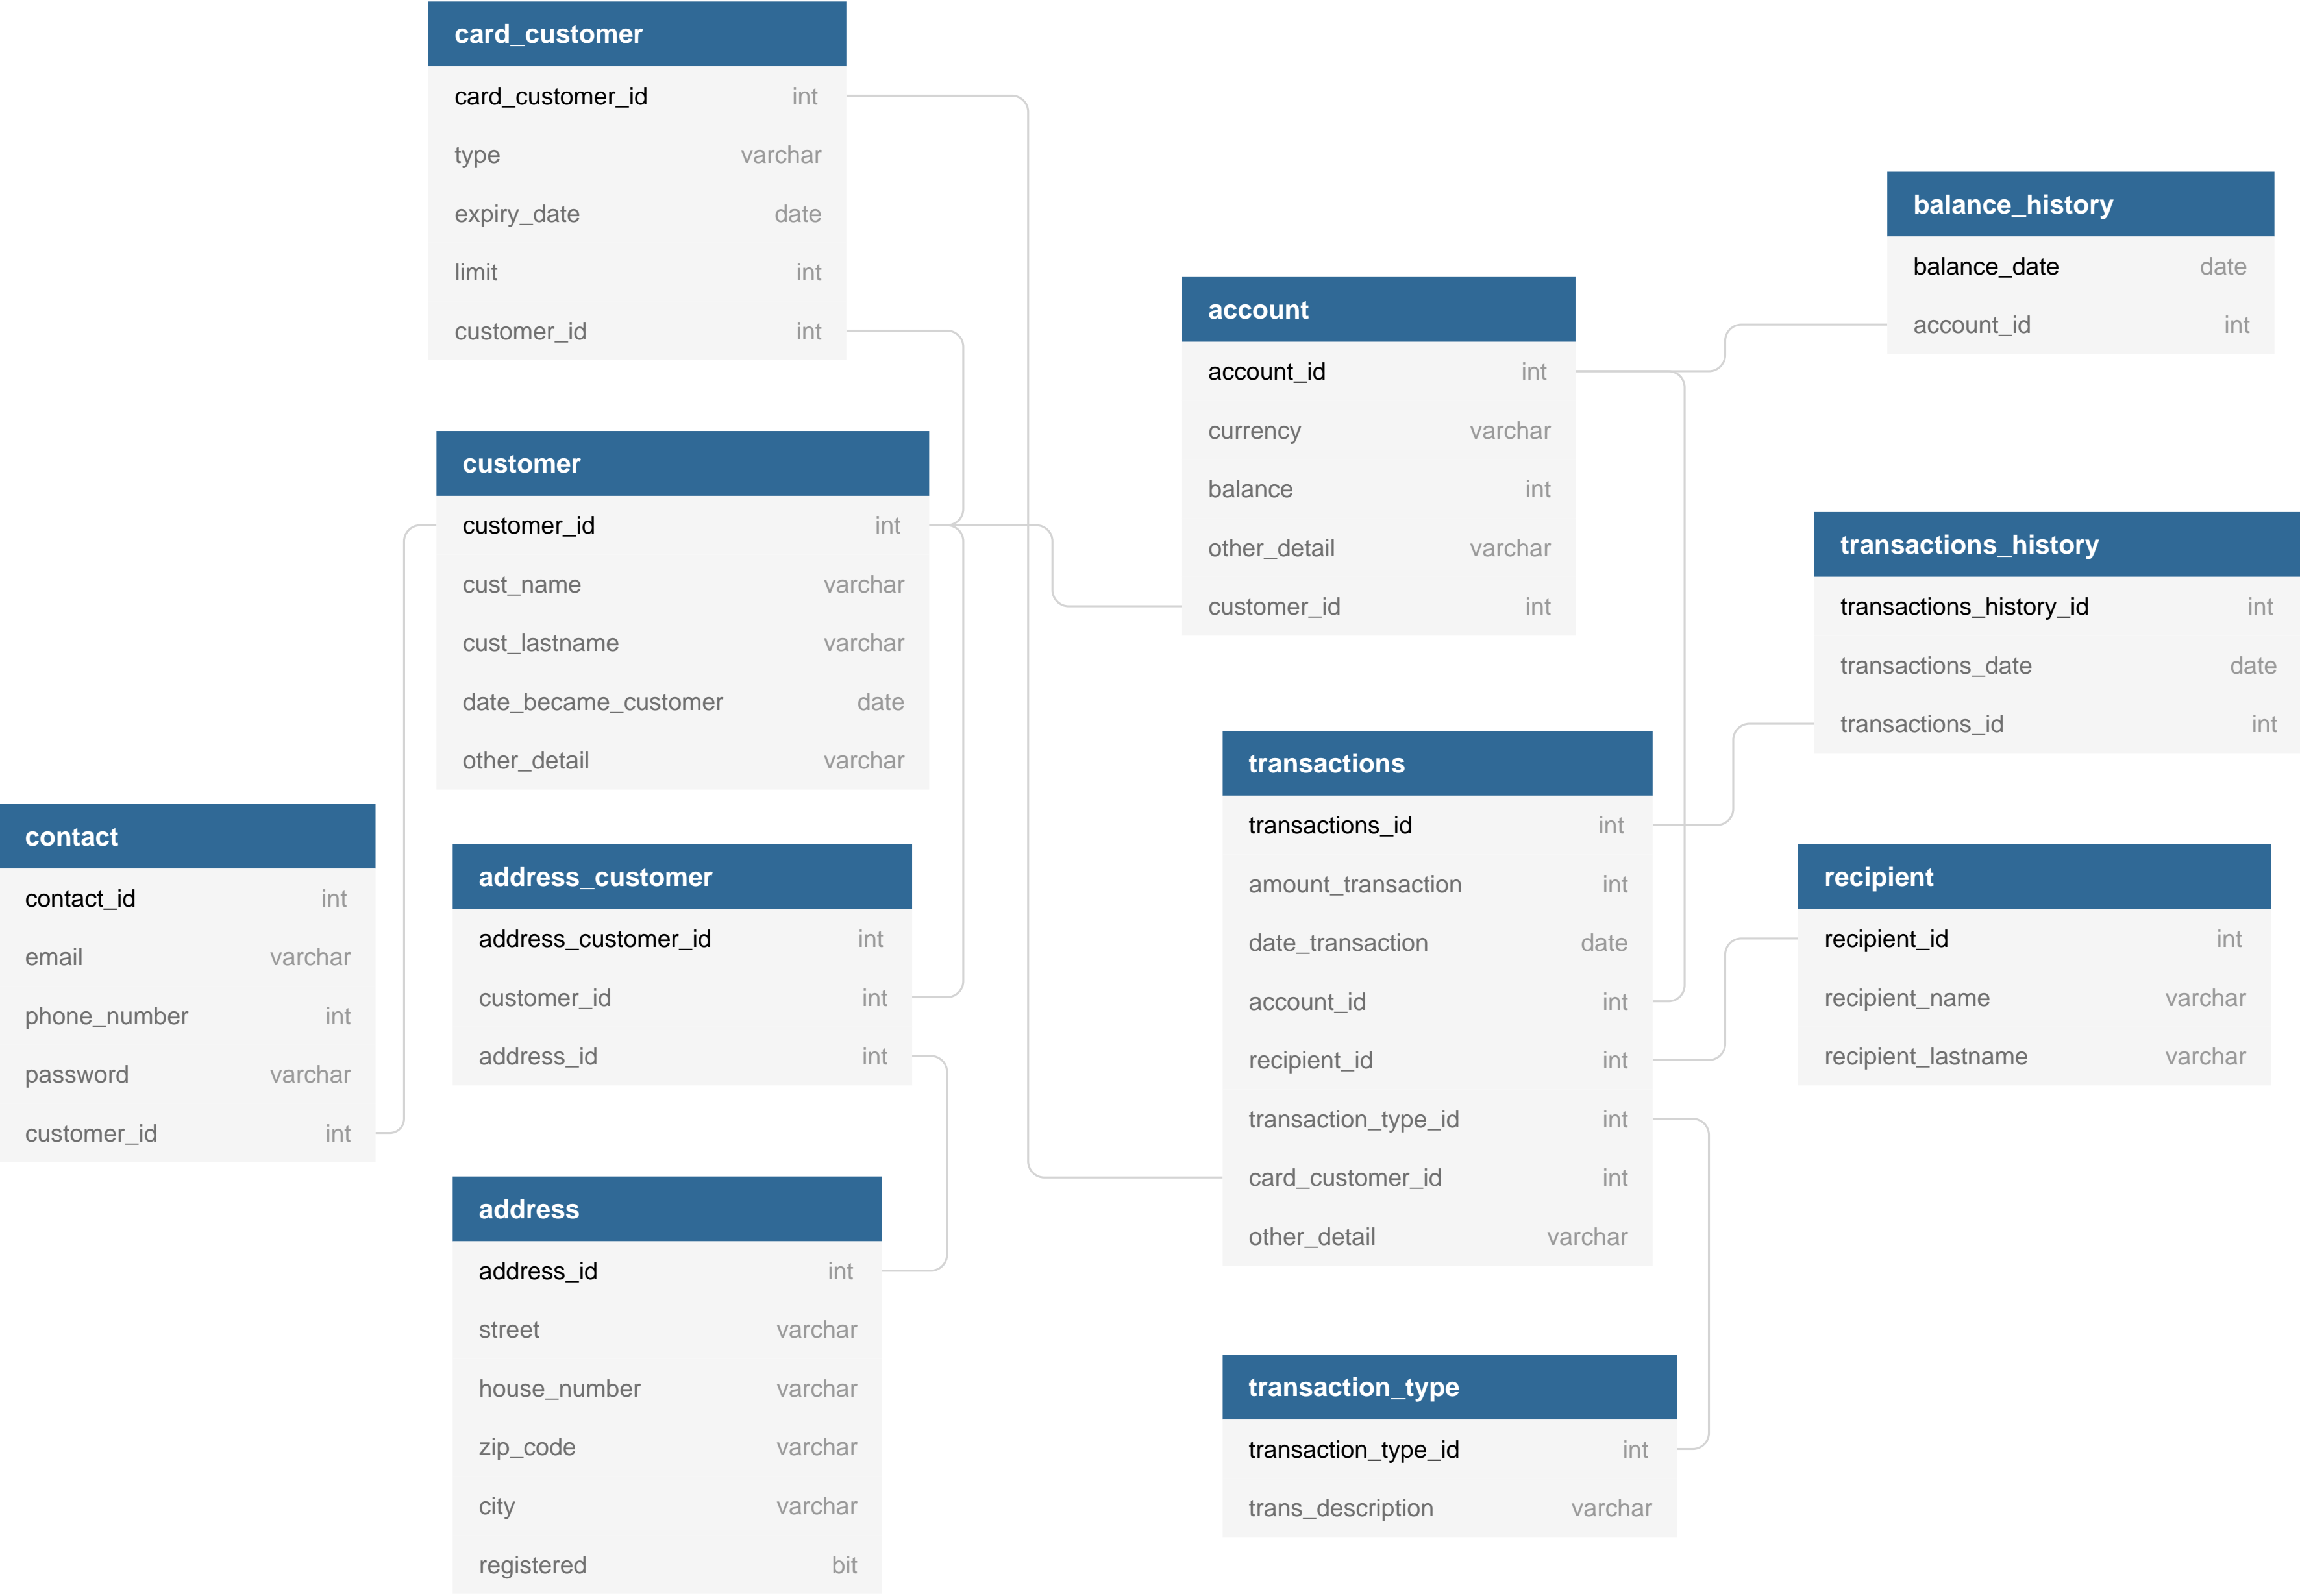 card_customer
card_customer_id int
type varchar
expiry_date date
limit int
customer_id int
customer
customer_id int
cust_name varchar
cust_lastname varchar
date_became_customer date
other_detail varchar
contact
contact_id int
email varchar
phone_number int
password varchar
customer_id int
address_customer
address_customer_id int
customer_id int
address_id int
address
address_id int
street varchar
house_number varchar
zip_code varchar
city varchar
registered bit
account
account_id int
currency varchar
balance int
other_detail varchar
customer_id int
transactions
transactions_id int
amount_transaction int
date_transaction date
account_id int
recipient_id int
transaction_type_id int
card_customer_id int
other_detail varchar
transaction_type
transaction_type_id int
trans_description varchar
balance_history
balance_date date
account_id int
transactions_history
transactions_history_id int
transactions_date date
transactions_id int
recipient
recipient_id int
recipient_name varchar
recipient_lastname varchar